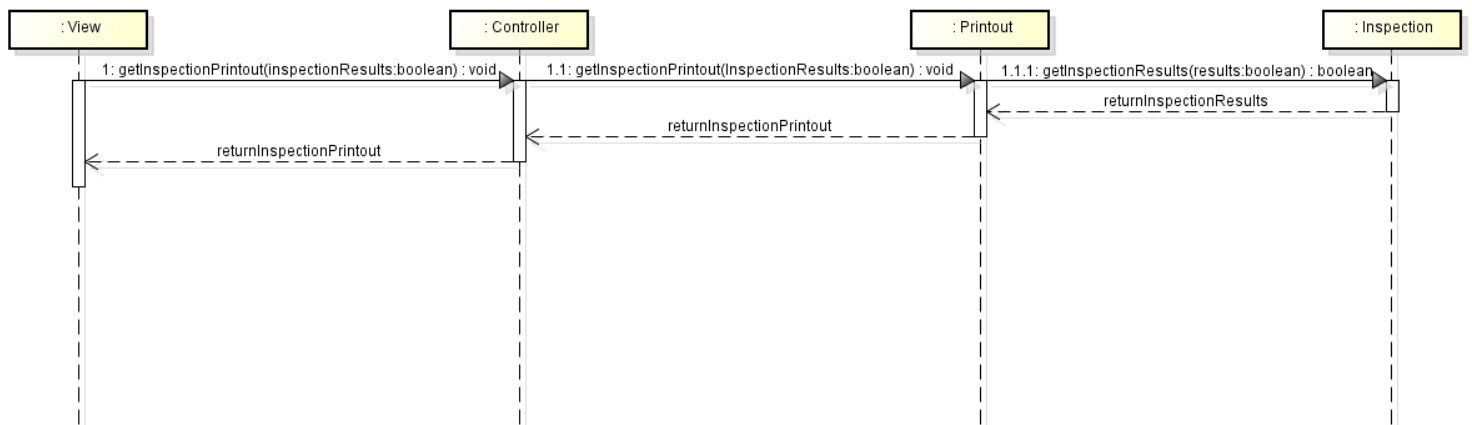 : View
: Controller
: Printout
: Inspection
1: getInspectionPrintout(inspectionResults:boolean) : void
1.1: getInspectionPrintout(InspectionResults:boolean) : void
1.1.1: getInspectionResults(results:boolean) : boolean
returnInspectionResults
returnInspectionPrintout
returnInspectionPrintout